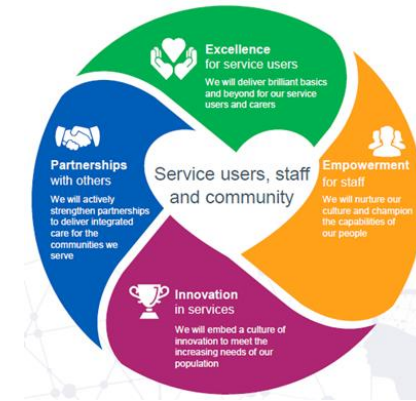 Excellence
for service users
We will deliver brilliant basics
and beyond for our service
users and carers
Partnerships
with others
We will actively
strengthen partnerships
to deliver integrated
care for the
communities we
serve
Service users, staff
and community
Empowerment
for staff
We will nurture our
culture and champion
the capabilities of
our people
Innovation
in services
We will embed a culture of
innovation to meet the
increasing needs of our
population